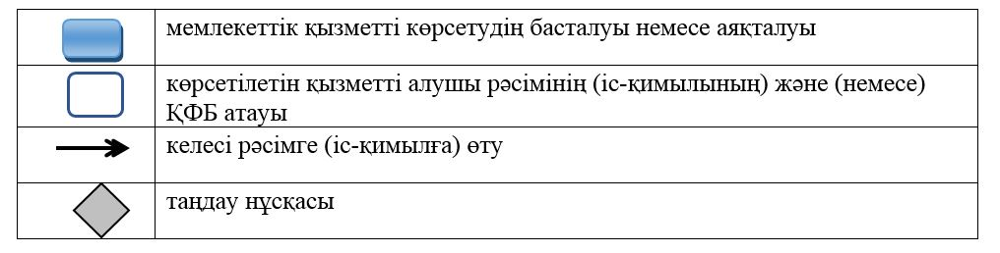 мемлекеттік қызметті көрсетудің басталуы немесе аяқталуы
көрсетілетін қызметті алушы рәсімінің (іс-қимылының) және (немесе)
ҚФБ атауы
келесі рәсімге (іс-қимылға) өту
таңдау нұсқасы